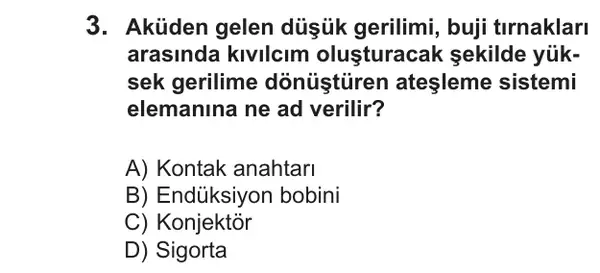 3. Aküden gelen düşük gerilimi, buji tırnakları
arasında kıvılcım oluşturacak şekilde yük-
sek gerilime dönüştüren ateşleme sistemi
elemanına ne ad verilir?
A) Kontak anahtarı
B) Endüksiyon bobini
C) Konjektör
D) Sigorta